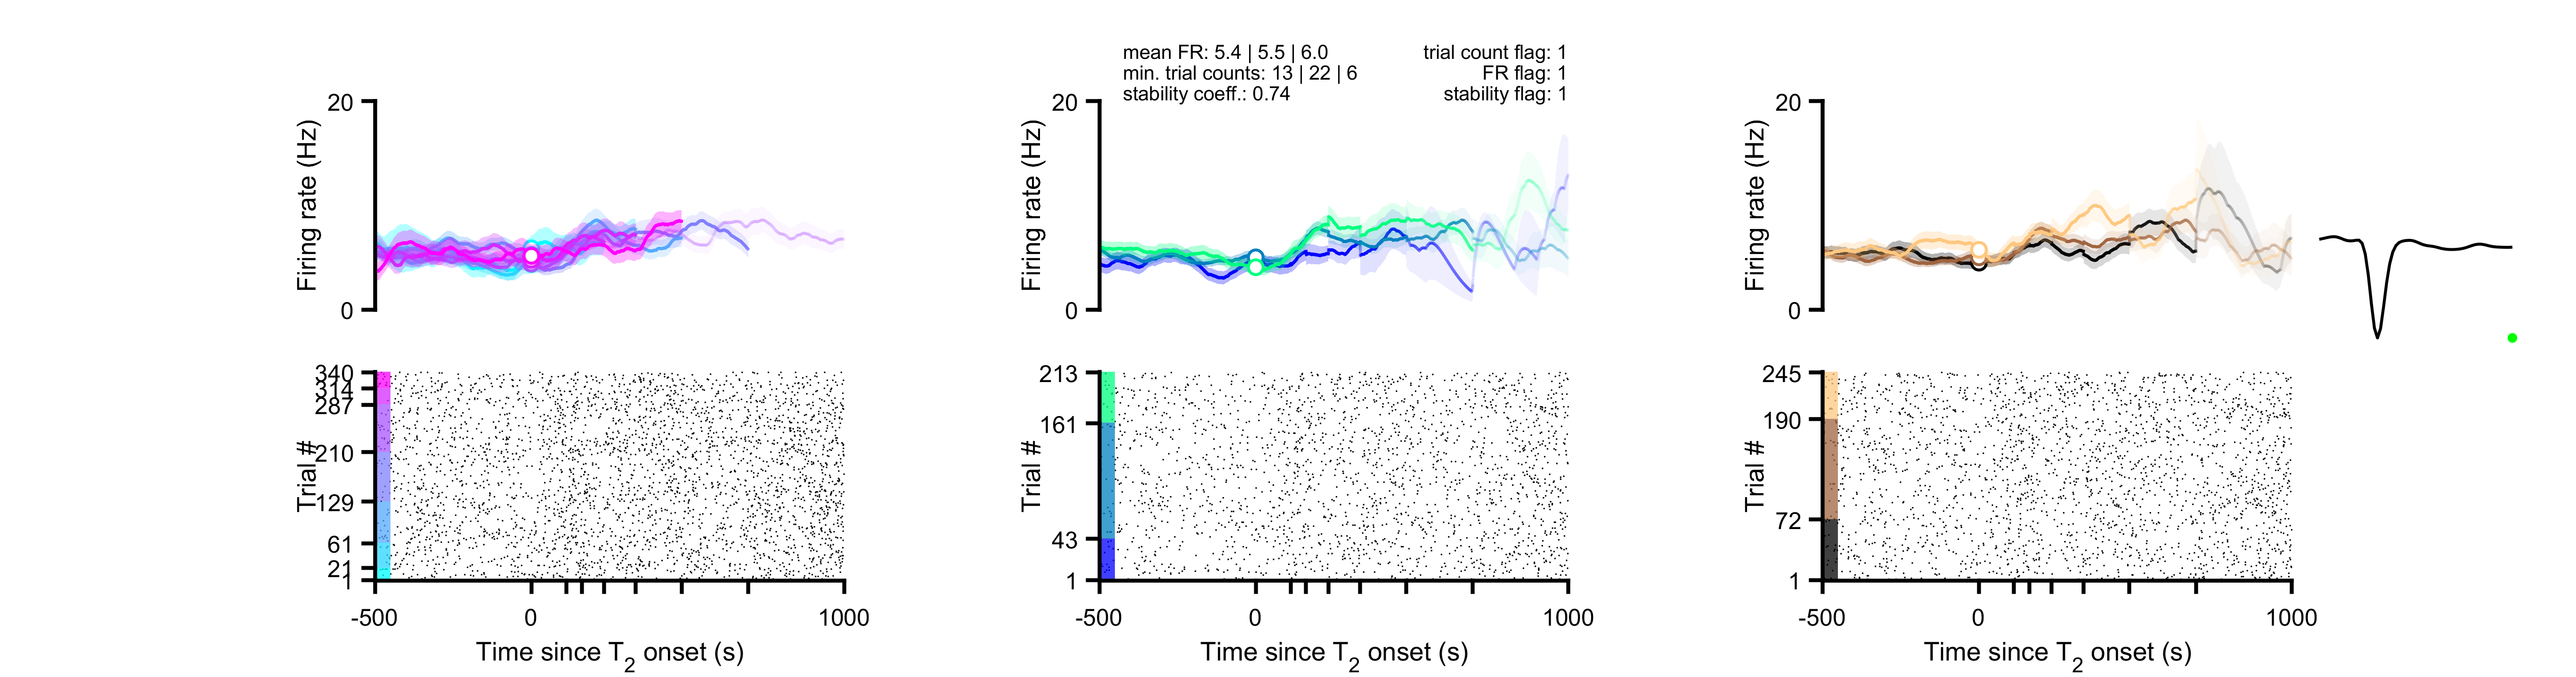 mean FR: 5.4 | 5.5 | 6.0
min. trial counts: 13 | 22 | 6
stability coeff.: 0.74
trial count flag: 1
FR flag: 1
stability flag: 1
20
Firing rate (Hz)
0
340
314
287
210
129
61
21
1
Trial #
-500
0
1000
Time since T2 onset (s)
20
Firing rate (Hz)
0
213
161
43
1
Trial #
-500
0
1000
Time since T2 onset (s)
20
Firing rate (Hz)
0
245
190
72
1
Trial #
-500
0
1000
Time since T2 onset (s)